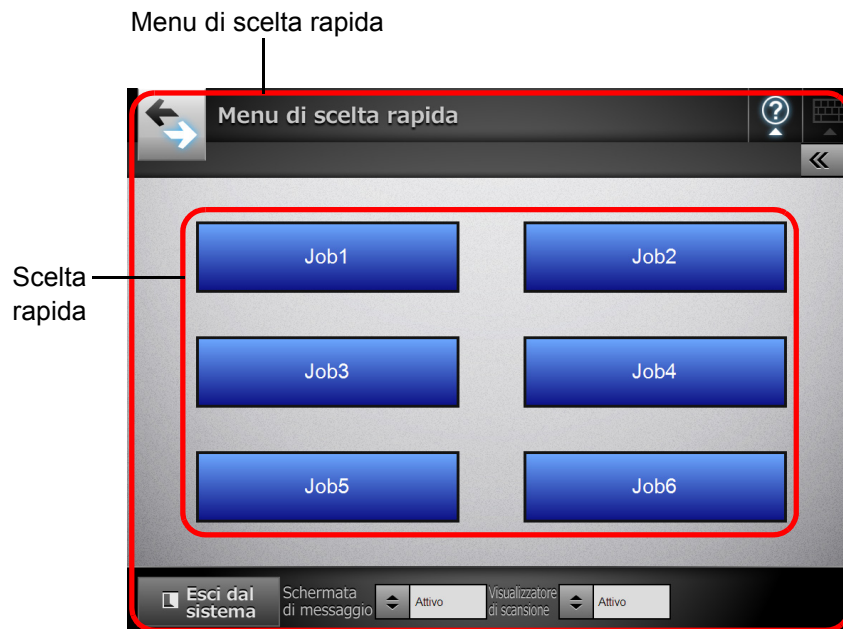 Menu di scelta rapida
Menu di scelta rapida
?
Scelta
rapida
Job1
Job2
Job3
Job4
Job5
Job6
Esci dal
sistema
Schermata
di messaggio
Attivo
Visualizzatore
di scansione
Attivo